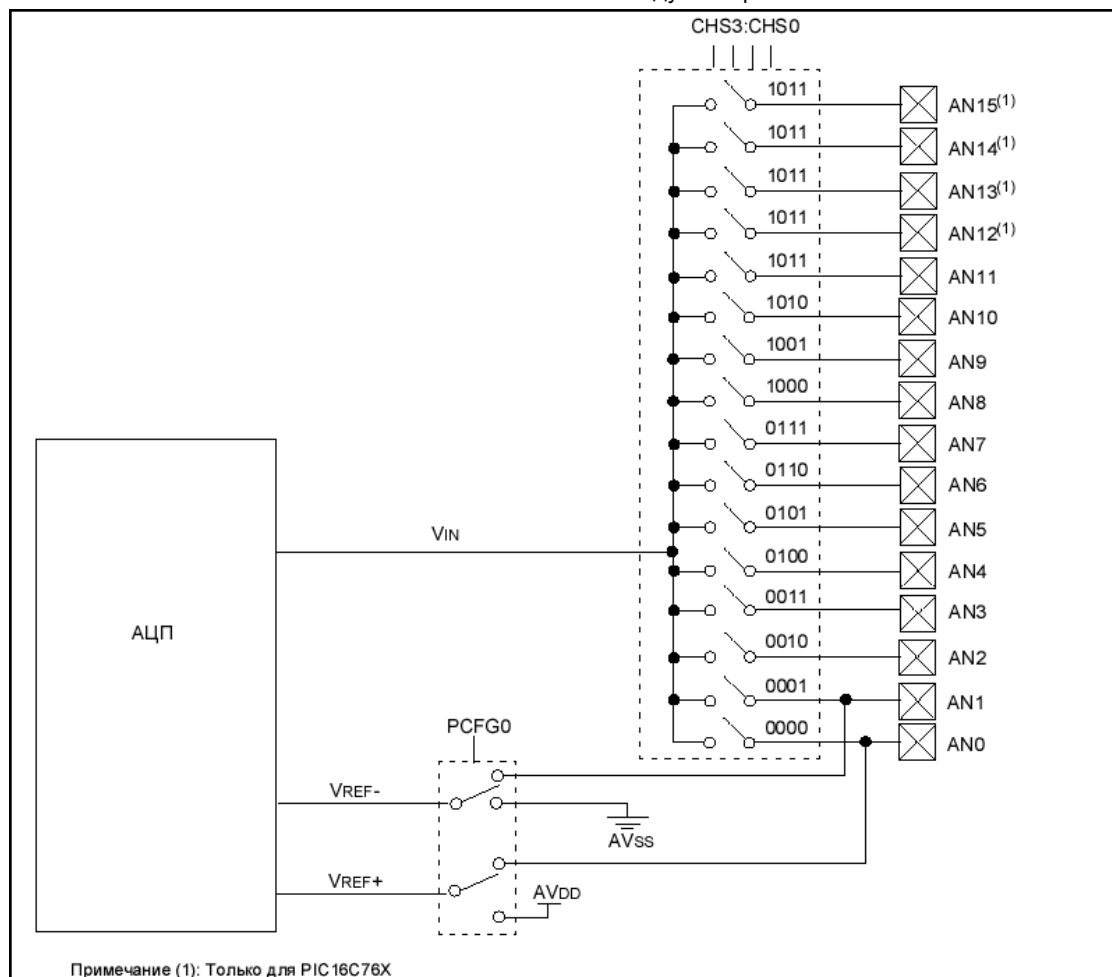 CHS3:CHS0
1011 AN15(1)
1011 AN14(1)
1011 AN13(1)
1011 AN12(1)
1011 AN11
1010 AN10
1001 AN9
1000 AN8
0111 AN7
0110 AN6
0101 AN5
VIN
0100 AN4
0011 AN3
АЦП
0010 AN2
0001 AN1
PCFG0
0000 AN0
VREF-
AVSS
VREF+
AVDD
Примечание (1): Только для PIC16C76X